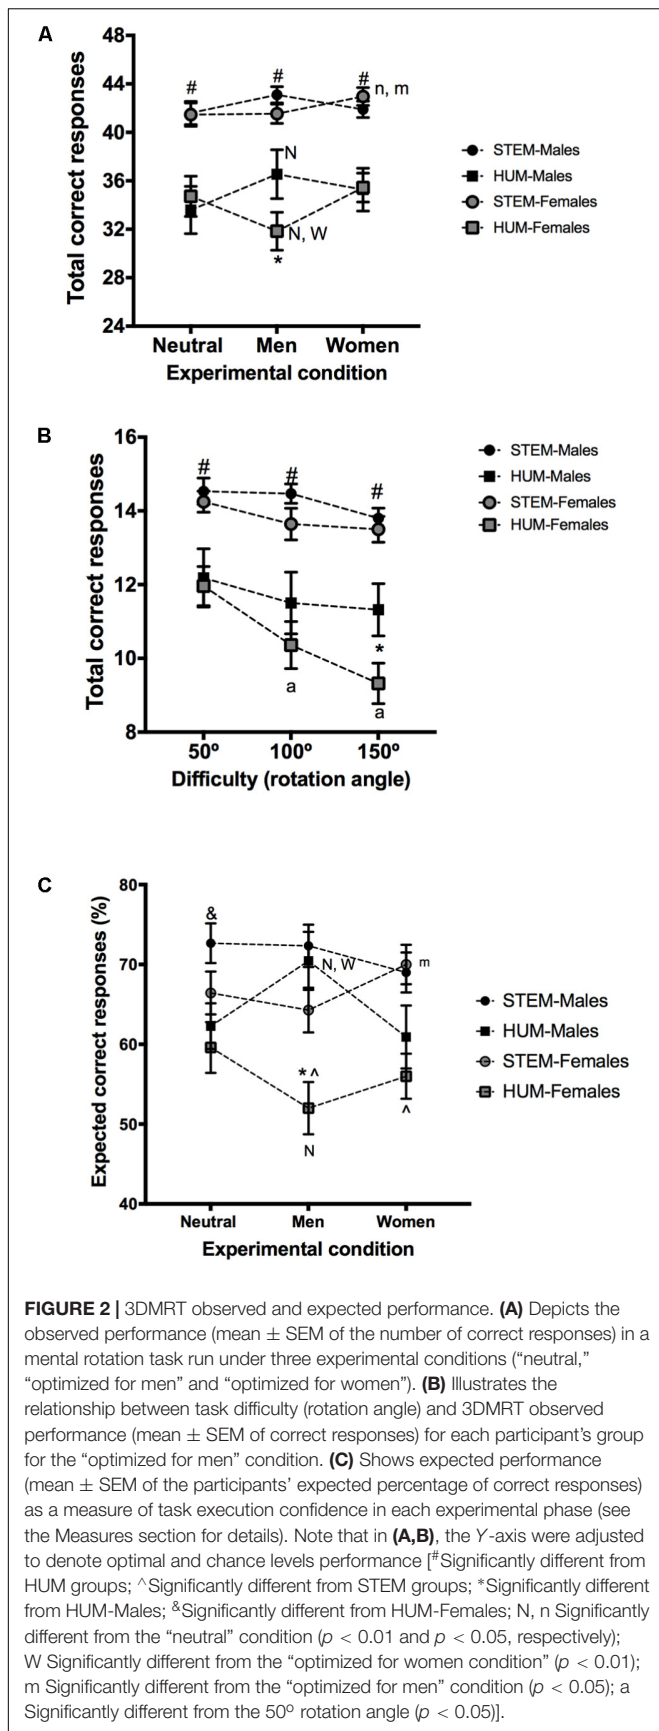 A
48
#
#
#
n, m
44
40
N
36
32
N, W
*
28
24
Total correct responses
Neutral
Men
Women
Experimental condition
STEM-Males
HUM-Males
STEM-Females
HUM-Females
B
16
#
#
#
14
12
*
10
a
a
8
Total correct responses
50º
100º
150º
Difficulty (rotation angle)
STEM-Males
HUM-Males
STEM-Females
HUM-Females
C
80
&
70
N, W
m
60
* ^
^
50
N
40
Expected correct responses (%)
Neutral
Men
Women
Experimental condition
STEM-Males
HUM-Males
STEM-Females
HUM-Females
FIGURE 2 | 3DMRT observed and expected performance. (A) Depicts the
observed performance (mean ± SEM of the number of correct responses) in a
mental rotation task run under three experimental conditions (“neutral,”
“optimized for men” and “optimized for women”). (B) Illustrates the
relationship between task difficulty (rotation angle) and 3DMRT observed
performance (mean ± SEM of correct responses) for each participant’s group
for the “optimized for men” condition. (C) Shows expected performance
(mean ± SEM of the participants’ expected percentage of correct responses)
as a measure of task execution confidence in each experimental phase (see
the Measures section for details). Note that in (A,B), the Y-axis were adjusted
to denote optimal and chance levels performance [#Significantly different from
HUM groups; ^Significantly different from STEM groups; *Significantly different
from HUM-Males; &Significantly different from HUM-Females; N, n Significantly
different from the “neutral” condition (p < 0.01 and p < 0.05, respectively);
W Significantly different from the “optimized for women condition” (p < 0.01);
m Significantly different from the “optimized for men” condition (p < 0.05); a
Significantly different from the 50º rotation angle (p < 0.05)].